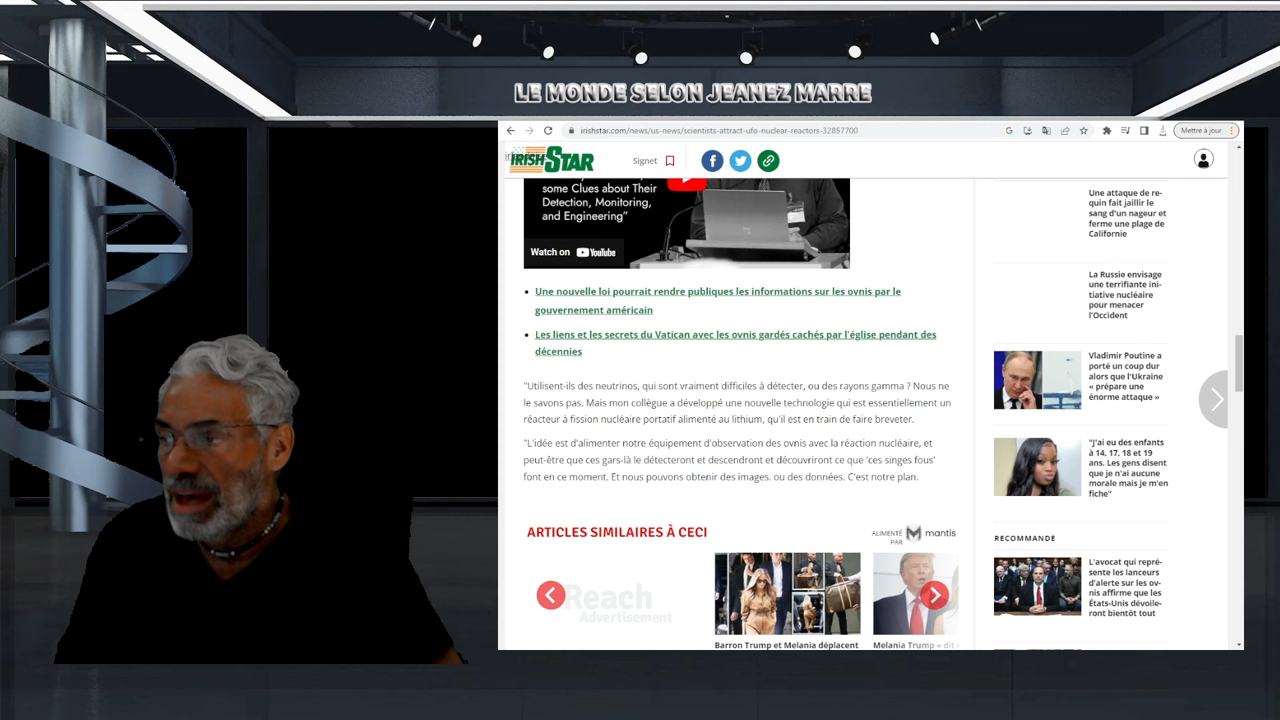 LE MONDE SELON JEANEZ MARRE
irishstar.com/news/us-news/scientists-attract-ufo-nuclear-reactors-32857700
Mettre à jour
IRISH STAR
Signet
some Clues about Their
Detection, Monitoring,
and Engineering"
Watch on YouTube
Une nouvelle loi pourrait rendre publiques les informations sur les ovnis par le
gouvernement américain
Les liens et les secrets du Vatican avec les ovnis gardés cachés par l'église pendant des
décennies
"Utilisent-ils des neutrinos, qui sont vraiment difficiles à détecter, ou des rayons gamma ? Nous ne
le savons pas. Mais mon collègue a développé une nouvelle technologie qui est essentiellement un
réacteur à fission nucléaire portatif alimenté au lithium, qu'il est en train de faire breveter.
"L'idée est d'alimenter notre équipement d'observation des ovnis avec la réaction nucléaire, et
peut-être que ces gars-là le détecteront et descendront et découvriront ce que 'ces singes fous'
font en ce moment. Et nous pouvons obtenir des images. ou des données. C'est notre plan.
ARTICLES SIMILAIRES À CECI
ALIMENTÉ
PAR
mantis
Reach
Advertisement
Barron Trump et Melania déplacent
Melania Trump « dit
Une attaque de re-
quin fait jaillir le
sang d'un nageur et
ferme une plage de
Californie
La Russie envisage
une terrifiante ini-
tiative nucléaire
pour menacer
l'Occident
Vladimir Poutine a
porté un coup dur
alors que l'Ukraine
« prépare une
énorme attaque »
"J'ai eu des enfants
à 14, 17, 18 et 19
ans. Les gens disent
que je n'ai aucune
morale mais je m'en
fiche"
RECOMMANDÉ
L'avocat qui repré-
sente les lanceurs
d'alerte sur les ov-
nis affirme que les
États-Unis dévoile-
ront bientôt tout